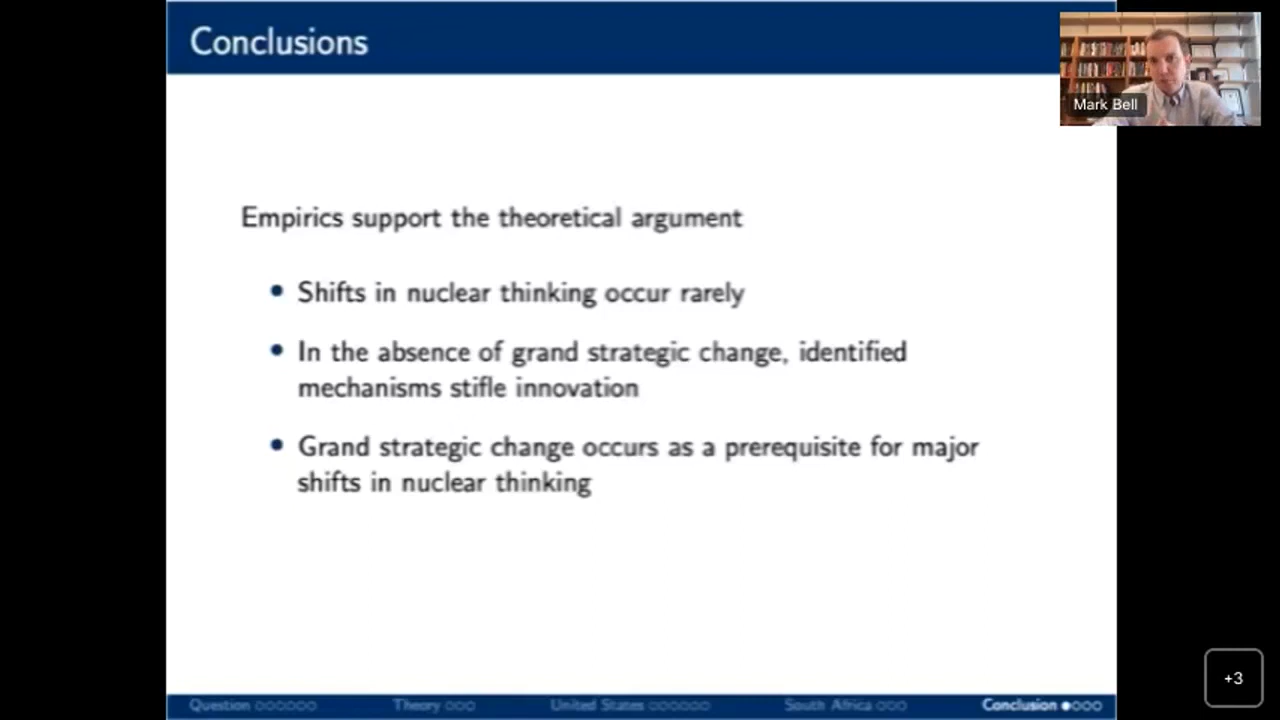 Conclusions
Mark Bell
Empirics support the theoretical argument
• Shifts in nuclear thinking occur rarely
• In the absence of grand strategic change, identified
mechanisms stifle innovation
• Grand strategic change occurs as a prerequisite for major
shifts in nuclear thinking
+3
Question
Theory
United States
South Africa
Conclusion